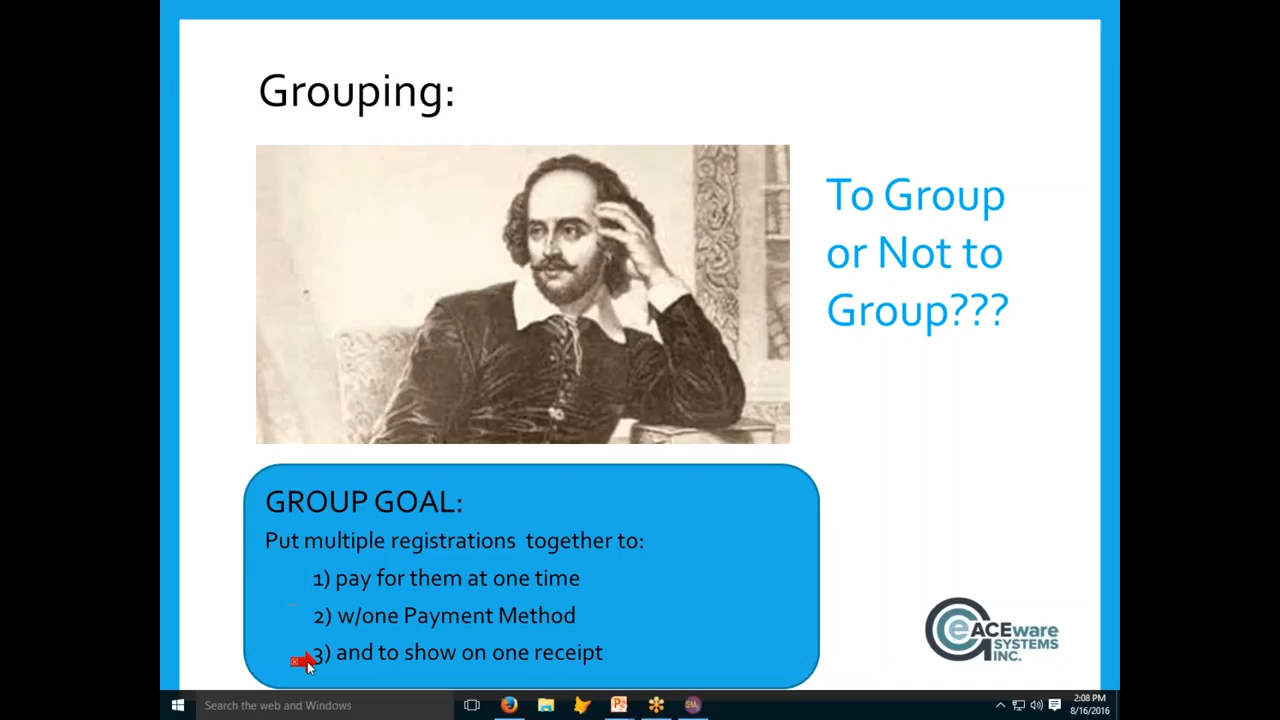 Grouping:
To Group
or Not to
Group???
GROUP GOAL:
Put multiple registrations together to:
1) pay for them at one time
2) w/one Payment Method
3) and to show on one receipt
eACEware
SYSTEMS
INC.
Search the web and Windows
2:08 PM
8/16/2016